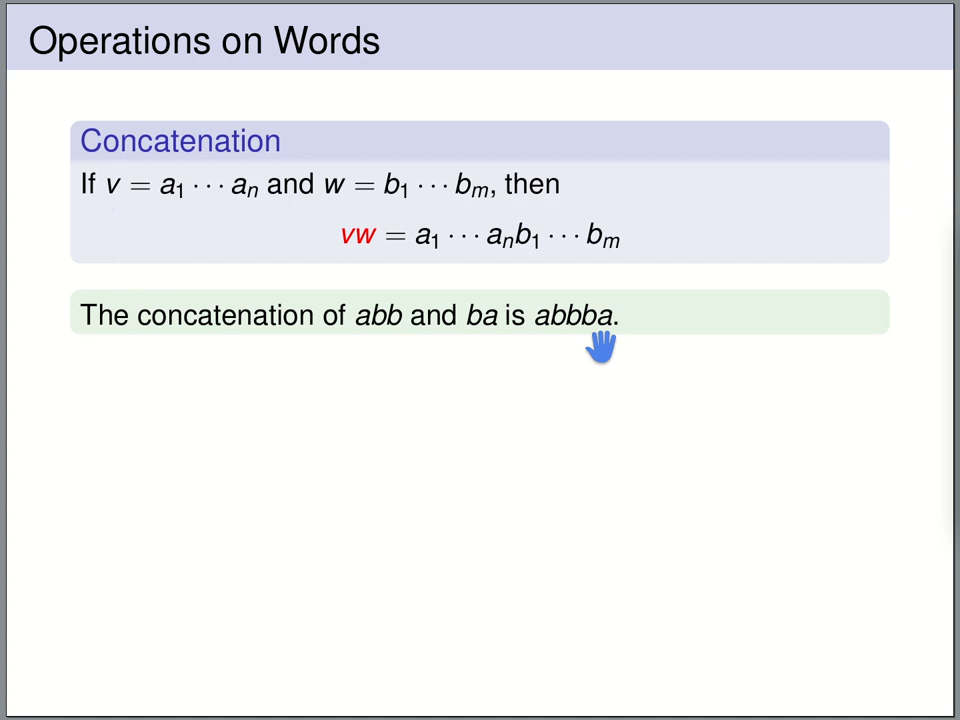 Operations on Words
Concatenation
If v = a₁ ··· aₙ and w = b₁ ··· bₘ, then
vw = a₁ ··· aₙb₁ ··· bₘ
The concatenation of abb and ba is abbba.